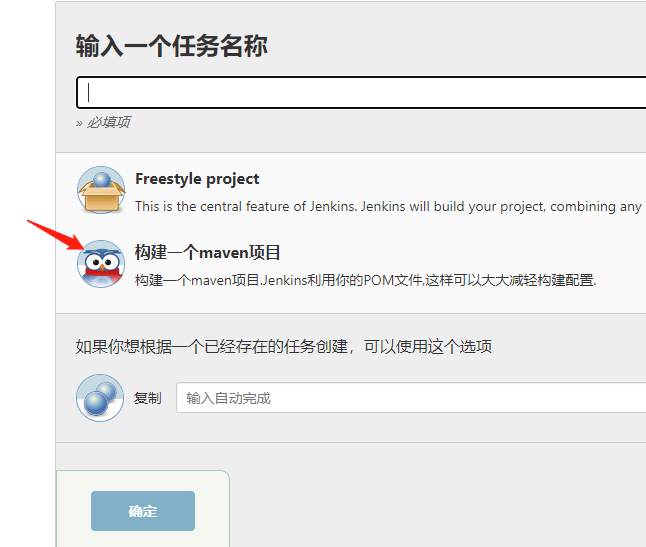 输入一个任务名称
» 必填项
Freestyle project
This is the central feature of Jenkins. Jenkins will build your project, combining any
构建一个maven项目
构建一个maven项目.Jenkins利用你的POM文件,这样可以大大减轻构建配置.
如果你想根据一个已经存在的任务创建，可以使用这个选项
复制 输入自动完成
确定